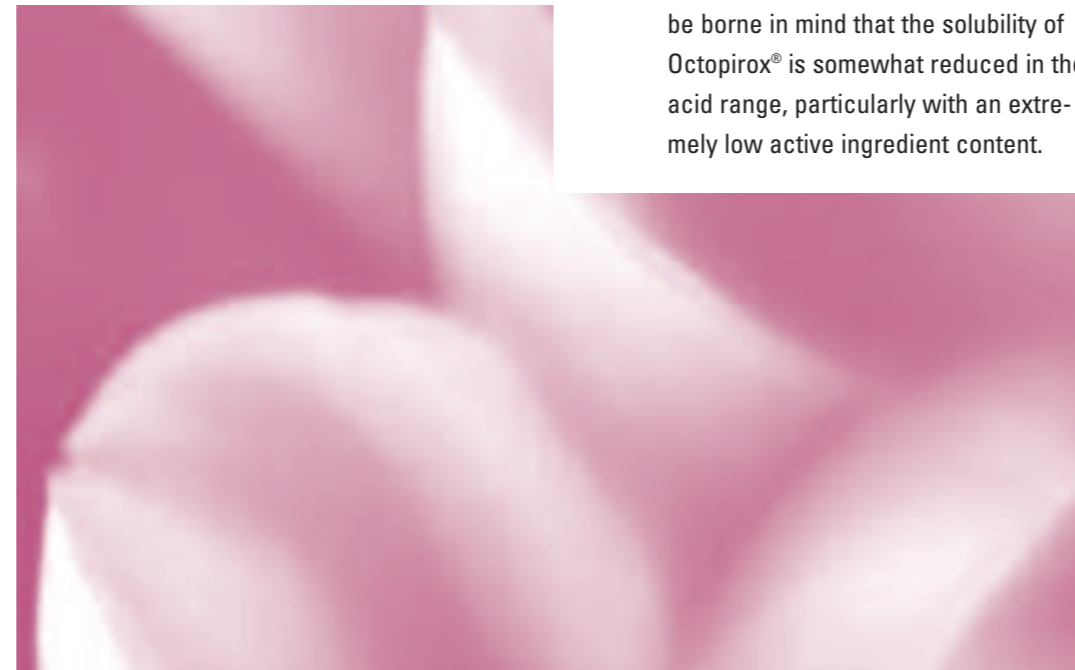 be borne in mind that the solubility of
Octopirox® is somewhat reduced in the
acid range, particularly with an extre-
mely low active ingredient content.